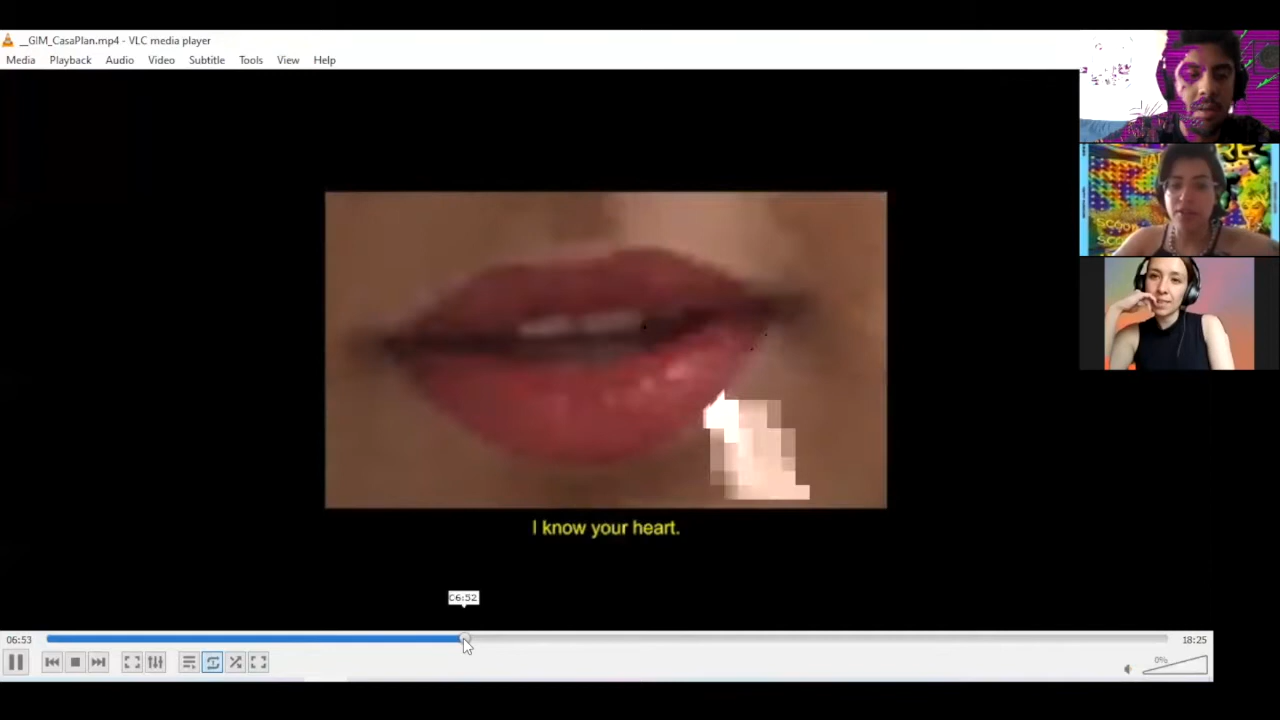 __GIM_CasaPlan.mp4 - VLC media player
Media Playback Audio Video Subtitle Tools View Help
I know your heart.
06:52
06:53
18:25
0%